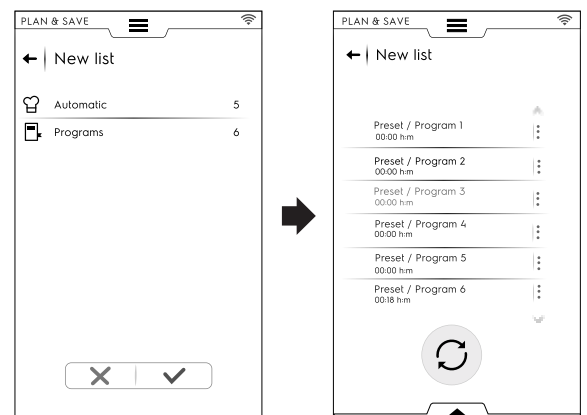 PLAN & SAVE
New list
Automatic 5
Programs 6
PLAN & SAVE
New list
Preset / Program 1
00:00 h:m
Preset / Program 2
00:00 h:m
Preset / Program 3
00:00 h:m
Preset / Program 4
00:00 h:m
Preset / Program 5
00:00 h:m
Preset / Program 6
00:18 h:m